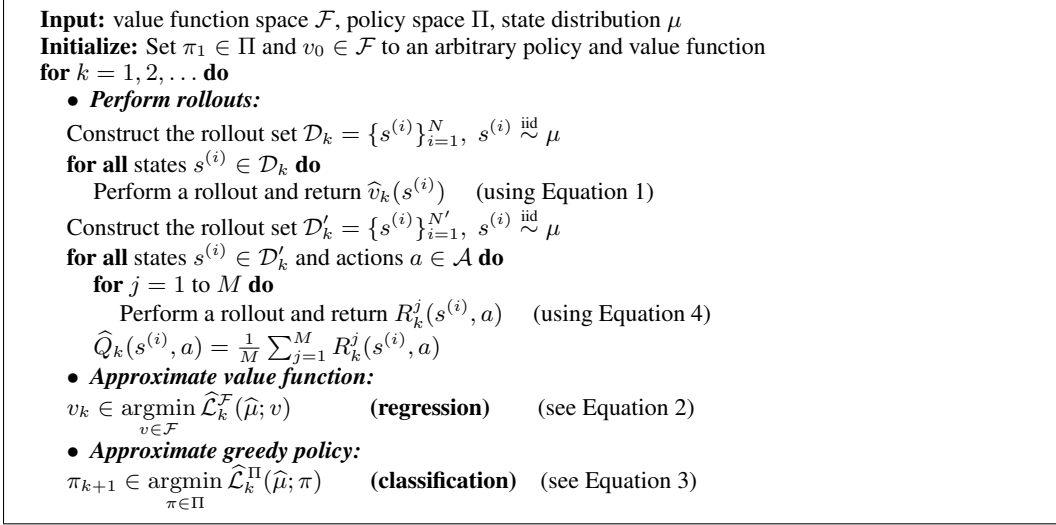 Input: value function space 𝓕, policy space Π, state distribution μ
Initialize: Set π₁ ∈ Π and v₀ ∈ 𝓕 to an arbitrary policy and value function
for k = 1, 2, . . . do
• Perform rollouts:
Construct the rollout set 𝒟ₖ = {s⁽ⁱ⁾}ᵢ₌₁ᴺ, s⁽ⁱ⁾ ∼ⁱⁱᵈ μ
for all states s⁽ⁱ⁾ ∈ 𝒟ₖ do
Perform a rollout and return v̂ₖ(s⁽ⁱ⁾) (using Equation 1)
Construct the rollout set 𝒟′ₖ = {s⁽ⁱ⁾}ᵢ₌₁ᴺ′, s⁽ⁱ⁾ ∼ⁱⁱᵈ μ
for all states s⁽ⁱ⁾ ∈ 𝒟′ₖ and actions a ∈ 𝒜 do
for j = 1 to M do
Perform a rollout and return Rₖʲ(s⁽ⁱ⁾, a) (using Equation 4)
Q̂ₖ(s⁽ⁱ⁾, a) = 1/M ∑ⱼ₌₁ᴹ Rₖʲ(s⁽ⁱ⁾, a)
• Approximate value function:
vₖ ∈ argmin_{v∈𝓕} ℒ̂ₖ^𝓕(μ̂; v) (regression) (see Equation 2)
• Approximate greedy policy:
πₖ₊₁ ∈ argmin_{π∈Π} ℒ̂ₖ^Π(μ̂; π) (classification) (see Equation 3)